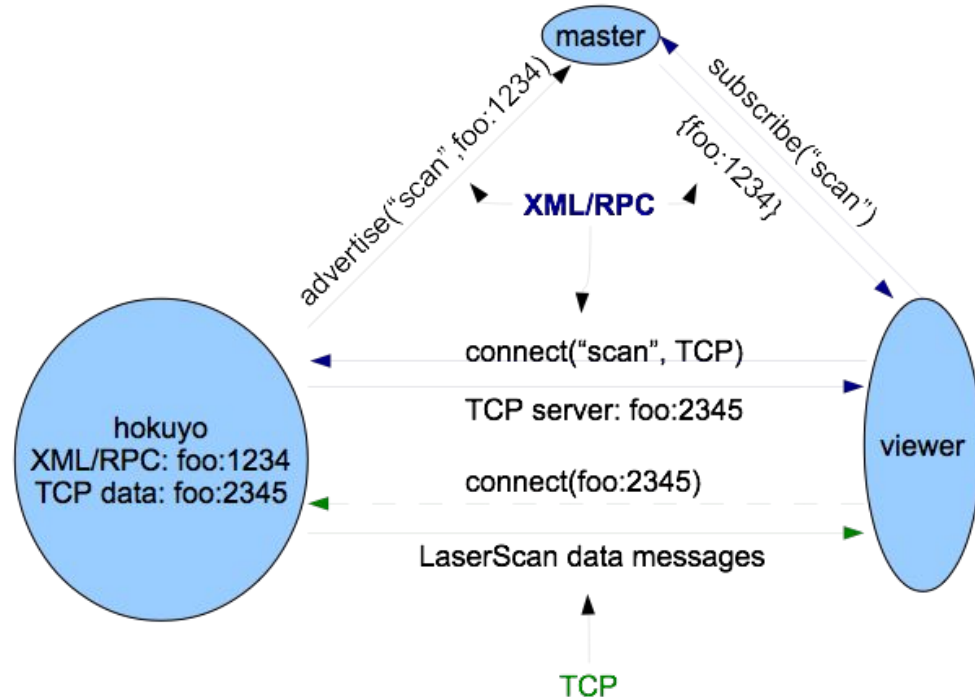 master
advertise(“scan”,foo:1234)
subscribe(“scan”)
{foo:1234}
XML/RPC
connect(“scan”, TCP)
TCP server: foo:2345
hokuyo
XML/RPC: foo:1234
TCP data: foo:2345
viewer
connect(foo:2345)
LaserScan data messages
TCP